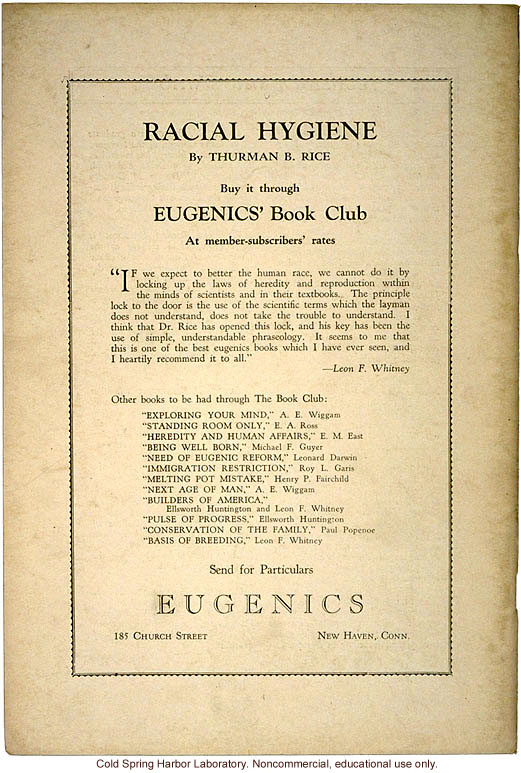 RACIAL HYGIENE
By THURMAN B. RICE
Buy it through
EUGENICS' Book Club
At member-subscribers' rates
"IF we expect to better the human race, we cannot do it by
locking up the laws of heredity and reproduction within
the minds of scientists and in their textbooks. The principle
lock to the door is the use of the scientific terms which the layman
does not understand, does not take the trouble to understand. I
think that Dr. Rice has opened this lock, and his key has been the
use of simple, understandable phraseology. It seems to me that
this is one of the best eugenics books which I have ever seen, and
I heartily recommend it to all."
—Leon F. Whitney
Other books to be had through The Book Club:
"EXPLORING YOUR MIND," A. E. Wiggam
"STANDING ROOM ONLY," E. A. Ross
"HEREDITY AND HUMAN AFFAIRS," E. M. East
"BEING WELL BORN," Michael F. Guyer
"NEED OF EUGENIC REFORM," Leonard Darwin
"IMMIGRATION RESTRICTION," Roy L. Garis
"MELTING POT MISTAKE," Henry P. Fairchild
"NEXT AGE OF MAN," A. E. Wiggam
"BUILDERS OF AMERICA,"
Ellsworth Huntington and Leon F. Whitney
"PULSE OF PROGRESS," Ellsworth Huntington
"CONSERVATION OF THE FAMILY," Paul Popenoe
"BASIS OF BREEDING," Leon F. Whitney
Send for Particulars
EUGENICS
185 CHURCH STREET NEW HAVEN, CONN.
Cold Spring Harbor Laboratory. Noncommercial, educational use only.